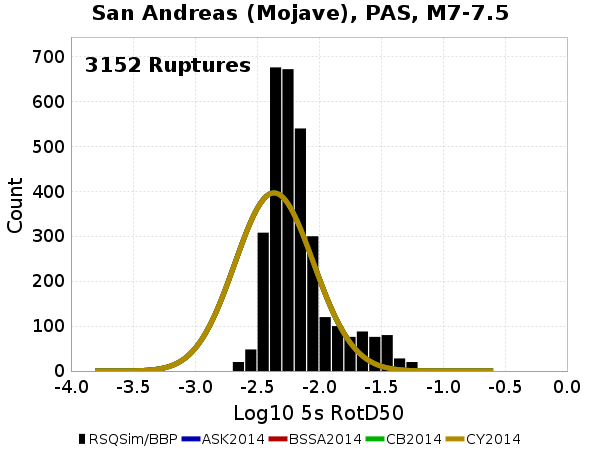 San Andreas (Mojave), PAS, M7-7.5
3152 Ruptures
700
600
500
400
300
200
100
0
Count
-4.0 -3.5 -3.0 -2.5 -2.0 -1.5 -1.0 -0.5 0.0
Log10 5s RotD50
RSQSim/BBP ASK2014 BSSA2014 CB2014 CY2014